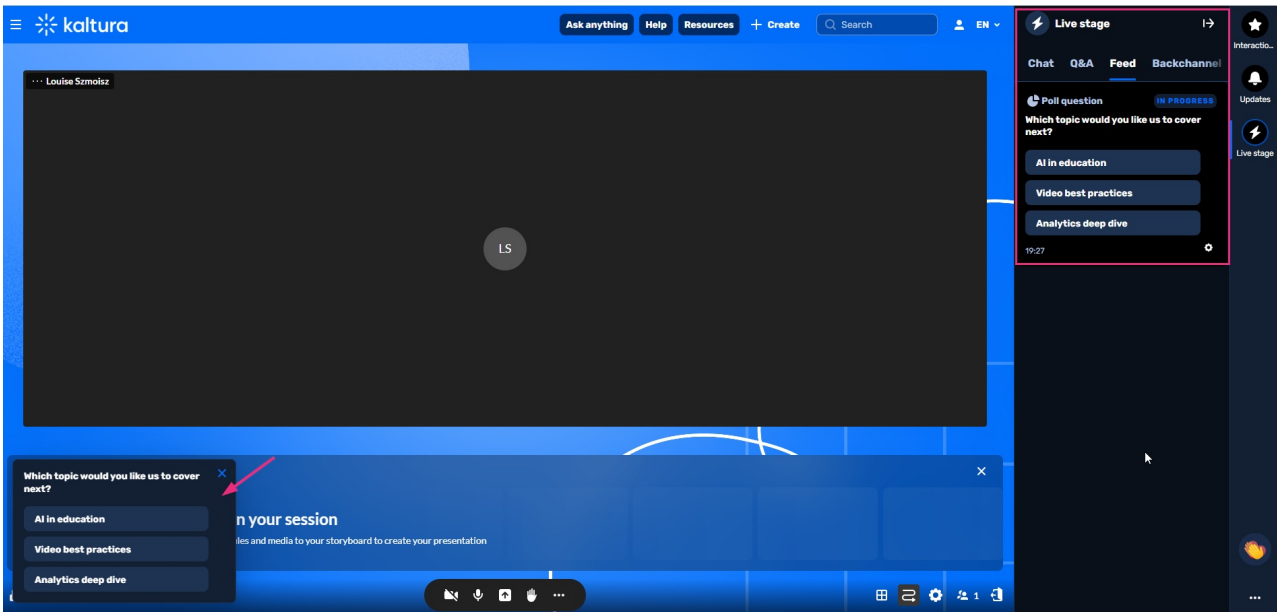 kaltura
Ask anything
Help
Resources
+ Create
Search
EN
Louise Szmoisz
LS
Live stage
Chat Q&A Feed Backchannel
Poll question
IN PROGRESS
Which topic would you like us to cover
next?
AI in education
Video best practices
Analytics deep dive
19:27
Interactio...
Updates
Live stage
Which topic would you like us to cover
next?
AI in education
Video best practices
Analytics deep dive
n your session
and media to your storyboard to create your presentation
1